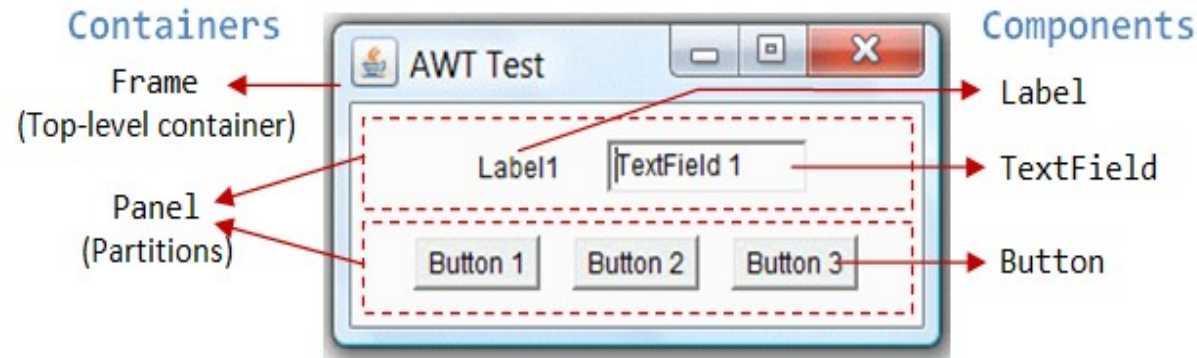 Containers
Components
Frame
(Top-level container)
AWT Test
Label
Label1
TextField 1
TextField
Panel
(Partitions)
Button 1
Button 2
Button 3
Button